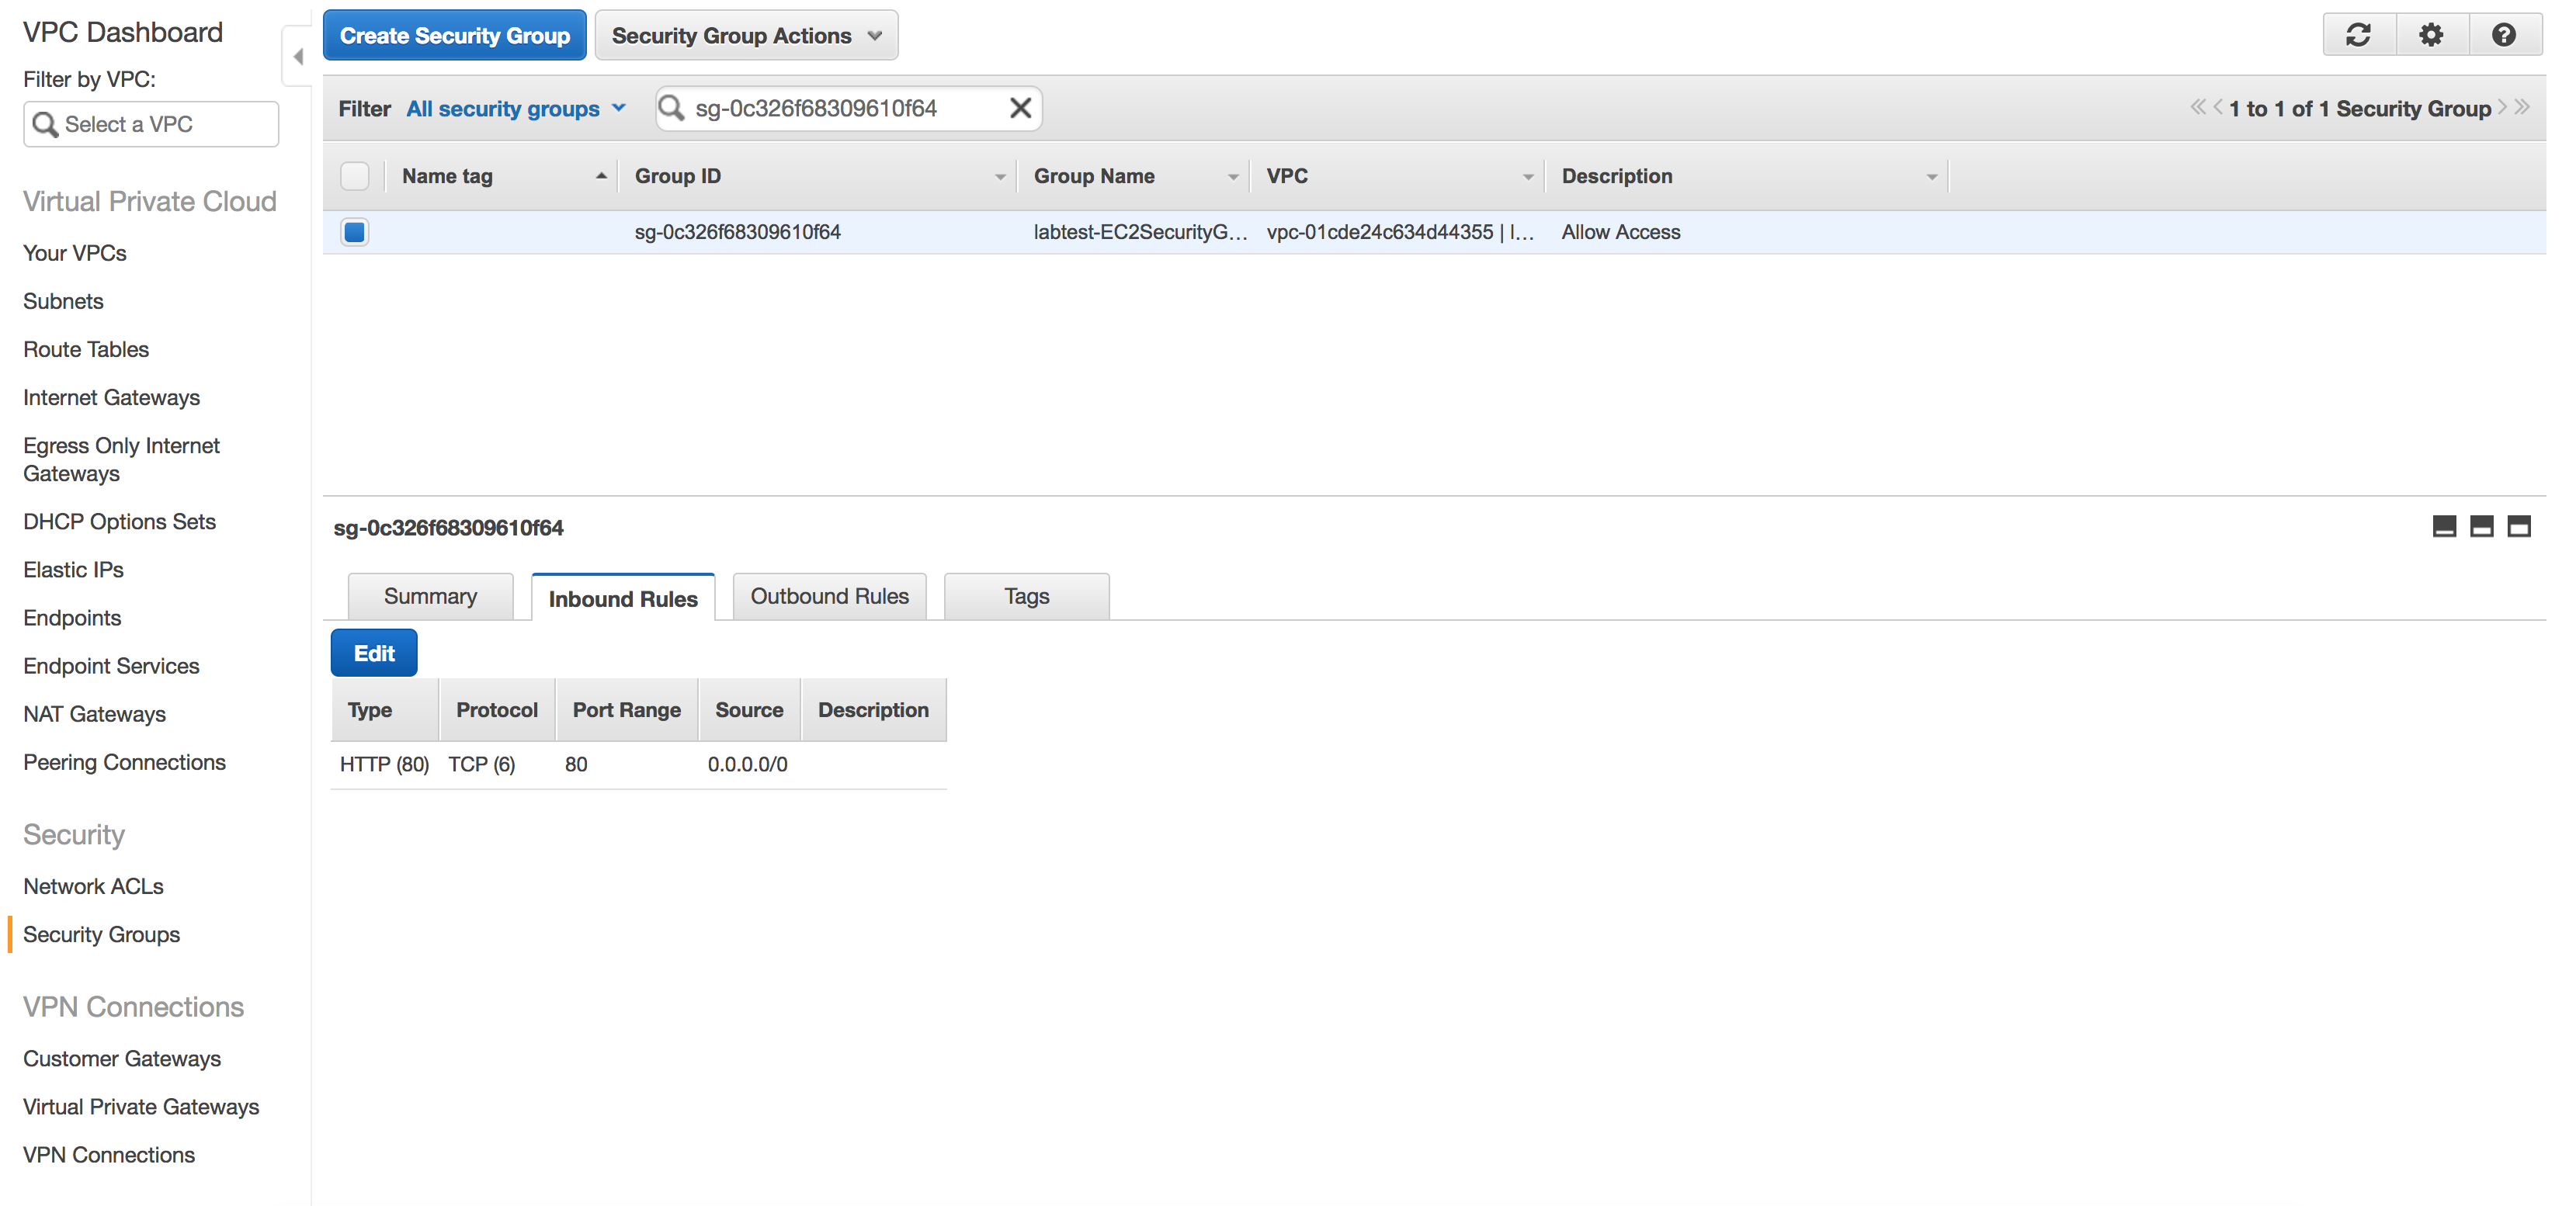 VPC Dashboard
Filter by VPC:
Select a VPC
Virtual Private Cloud
Your VPCs
Subnets
Route Tables
Internet Gateways
Egress Only Internet
Gateways
DHCP Options Sets
Elastic IPs
Endpoints
Endpoint Services
NAT Gateways
Peering Connections
Security
Network ACLs
Security Groups
VPN Connections
Customer Gateways
Virtual Private Gateways
VPN Connections
Create Security Group Security Group Actions
Filter All security groups sg-0c326f68309610f64 1 to 1 of 1 Security Group
Name tag Group ID Group Name VPC Description
sg-0c326f68309610f64 labtest-EC2SecurityG... vpc-01cde24c634d44355 | l... Allow Access
sg-0c326f68309610f64
Summary Inbound Rules Outbound Rules Tags
Edit
Type Protocol Port Range Source Description
HTTP (80) TCP (6) 80 0.0.0.0/0